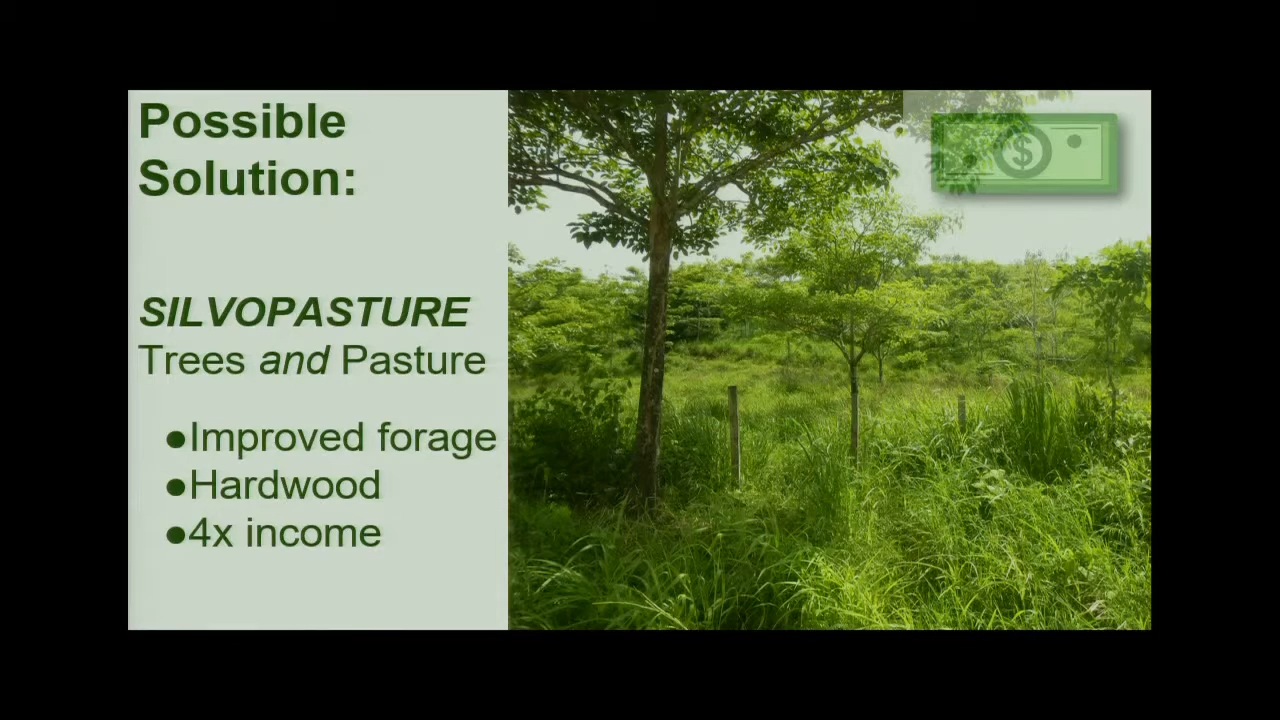 Possible
Solution:
$
SILVOPASTURE
Trees and Pasture
●Improved forage
●Hardwood
●4x income